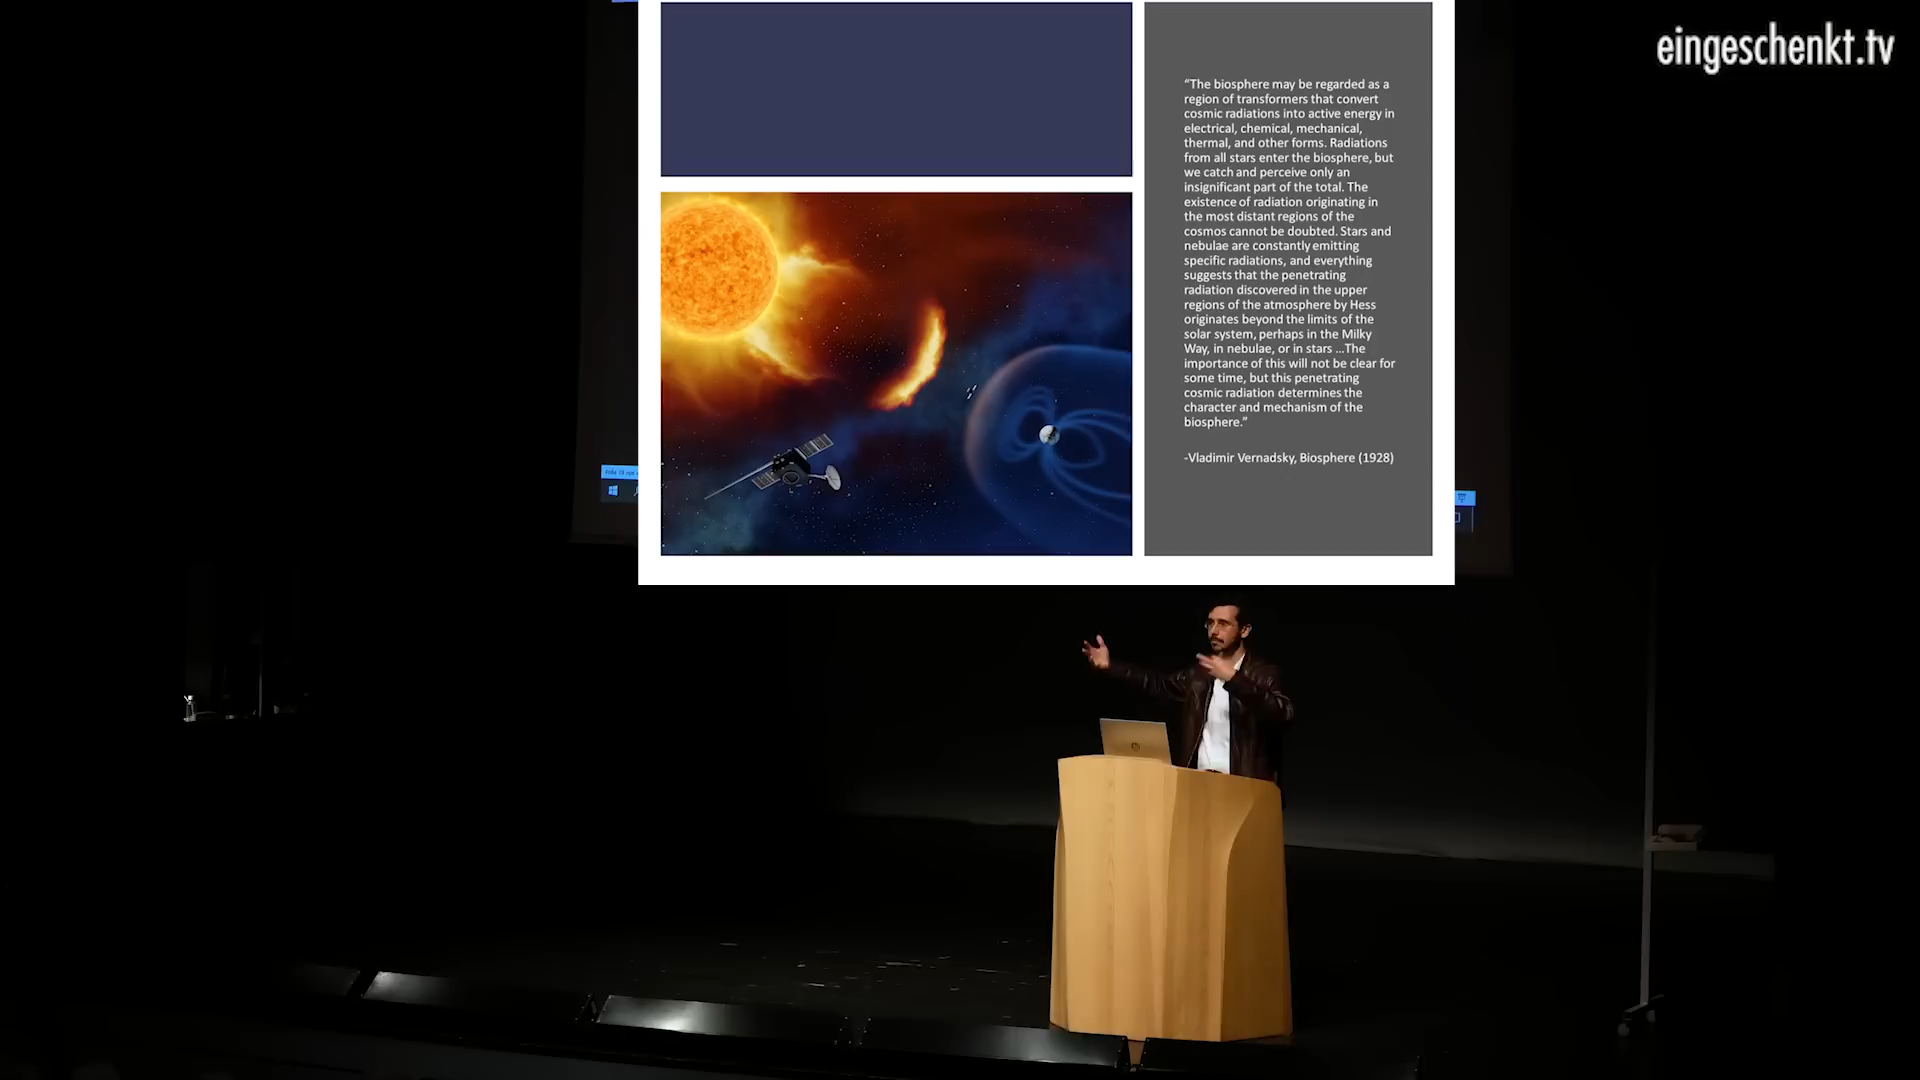 eingeschenkt.tv
“The biosphere may be regarded as a
region of transformers that convert
cosmic radiations into active energy in
electrical, chemical, mechanical,
thermal, and other forms. Radiations
from all stars enter the biosphere, but
we catch and perceive only an
insignificant part of the total. The
existence of radiation originating in
the most distant regions of the
cosmos cannot be doubted. Stars and
nebulae are constantly emitting
specific radiations, and everything
suggests that the penetrating
radiation discovered in the upper
regions of the atmosphere by Hess
originates beyond the limits of the
solar system, perhaps in the Milky
Way, in nebulae, or in stars ...The
importance of this will not be clear for
some time, but this penetrating
cosmic radiation determines the
character and mechanism of the
biosphere.”
-Vladimir Vernadsky, Biosphere (1928)